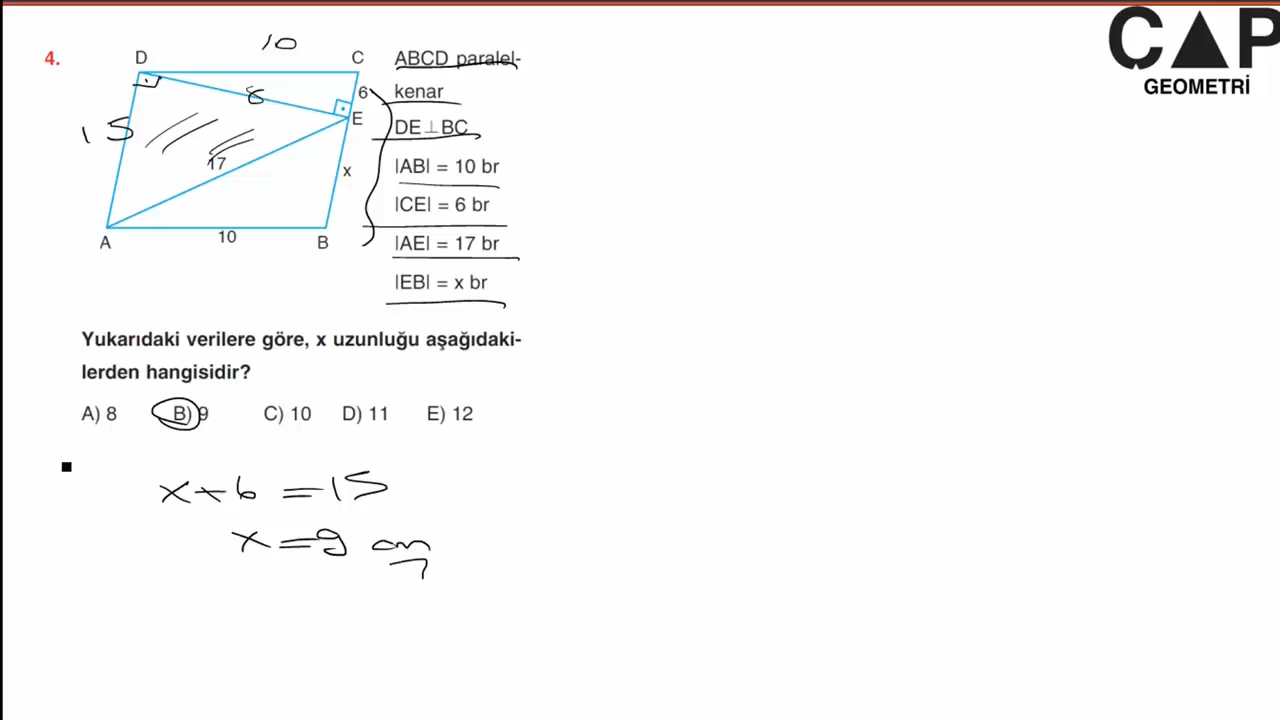 CAP
GEOMETRİ
4.
10
D
C
8
6
E
15
17
x
A
10
B
ABCD paralel-
kenar
DE⊥BC
|AB| = 10 br
|CE| = 6 br
|AE| = 17 br
|EB| = x br
Yukarıdaki verilere göre, x uzunluğu aşağıdaki-
lerden hangisidir?
A) 8 B) 9 C) 10 D) 11 E) 12
x+6 = 15
x = 9 cm